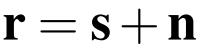 r = s + n